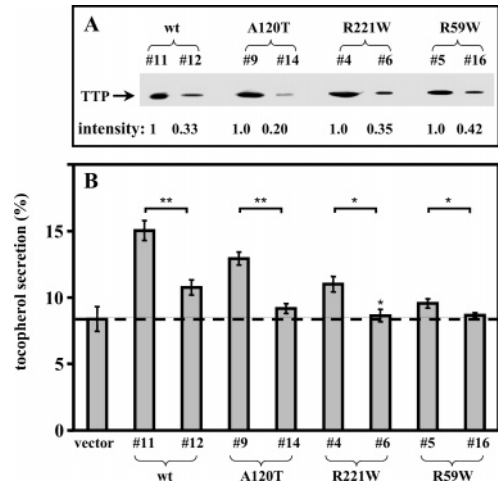 A
wt A120T R221W R59W
#11 #12 #9 #14 #4 #6 #5 #16
TTP
intensity: 1 0.33 1.0 0.20 1.0 0.35 1.0 0.42
B
tocopherol secretion (%)
** ** * *
15
10
*
5
0
vector #11 #12 #9 #14 #4 #6 #5 #16
wt A120T R221W R59W